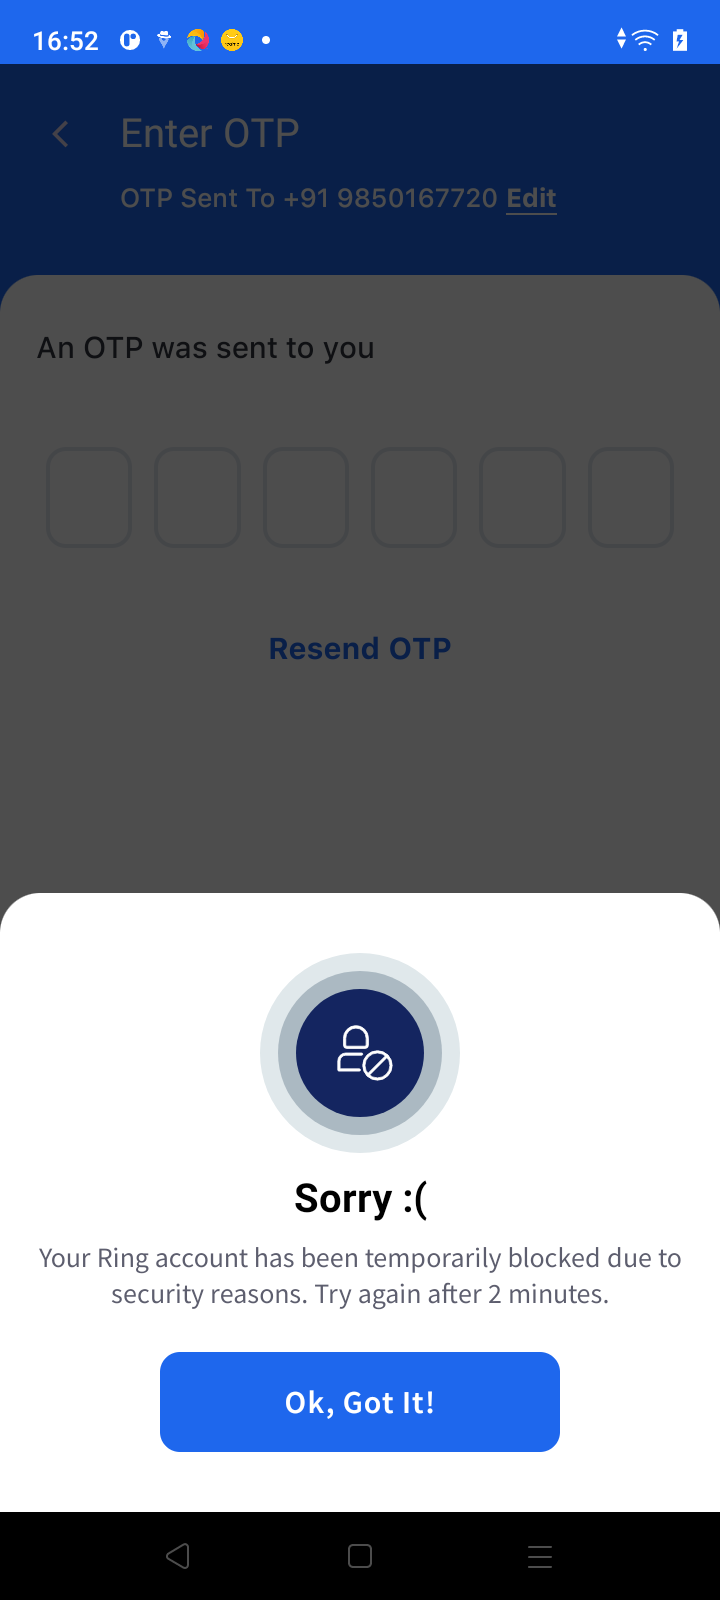 16:52
Enter OTP
OTP Sent To +91 9850167720 Edit
An OTP was sent to you
Resend OTP
Sorry :(
Your Ring account has been temporarily blocked due to
security reasons. Try again after 2 minutes.
Ok, Got It!